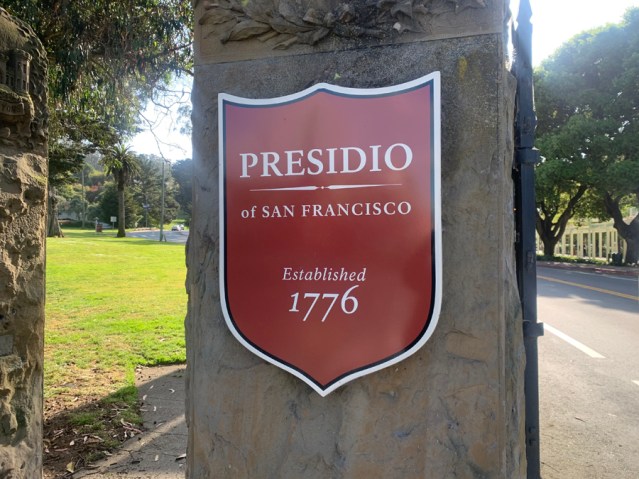 PRESIDIO
of SAN FRANCISCO
Established
1776